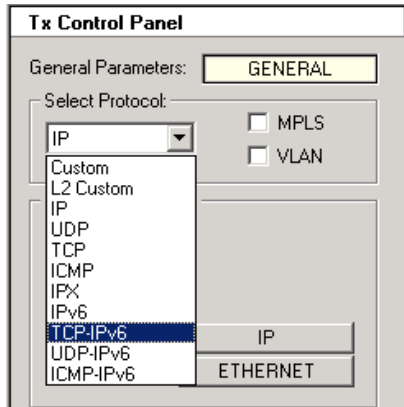 Tx Control Panel
General Parameters: GENERAL
Select Protocol:
IP
MPLS
VLAN
Custom
L2 Custom
IP
UDP
TCP
ICMP
IPX
IPv6
TCP-IPv6
UDP-IPv6
ICMP-IPv6
IP
ETHERNET